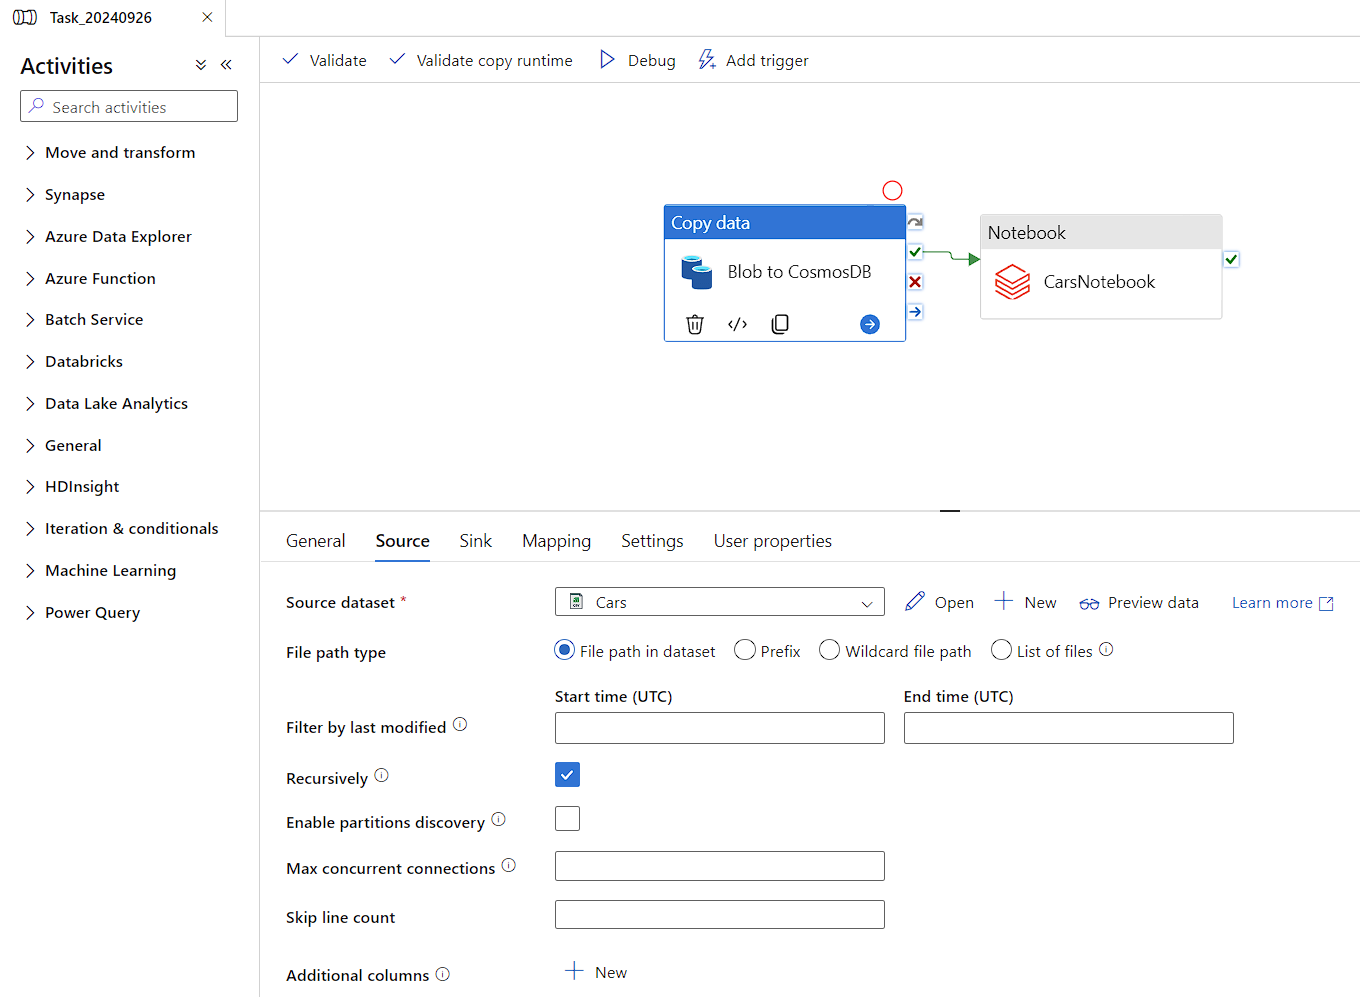 Task_20240926
Activities
Search activities
Move and transform
Synapse
Azure Data Explorer
Azure Function
Batch Service
Databricks
Data Lake Analytics
General
HDInsight
Iteration & conditionals
Machine Learning
Power Query
Validate
Validate copy runtime
Debug
Add trigger
Copy data
Blob to CosmosDB
Notebook
CarsNotebook
General
Source
Sink
Mapping
Settings
User properties
Source dataset *
Cars
Open
New
Preview data
Learn more
File path type
File path in dataset
Prefix
Wildcard file path
List of files
Start time (UTC)
End time (UTC)
Filter by last modified
Recursively
Enable partitions discovery
Max concurrent connections
Skip line count
Additional columns
New